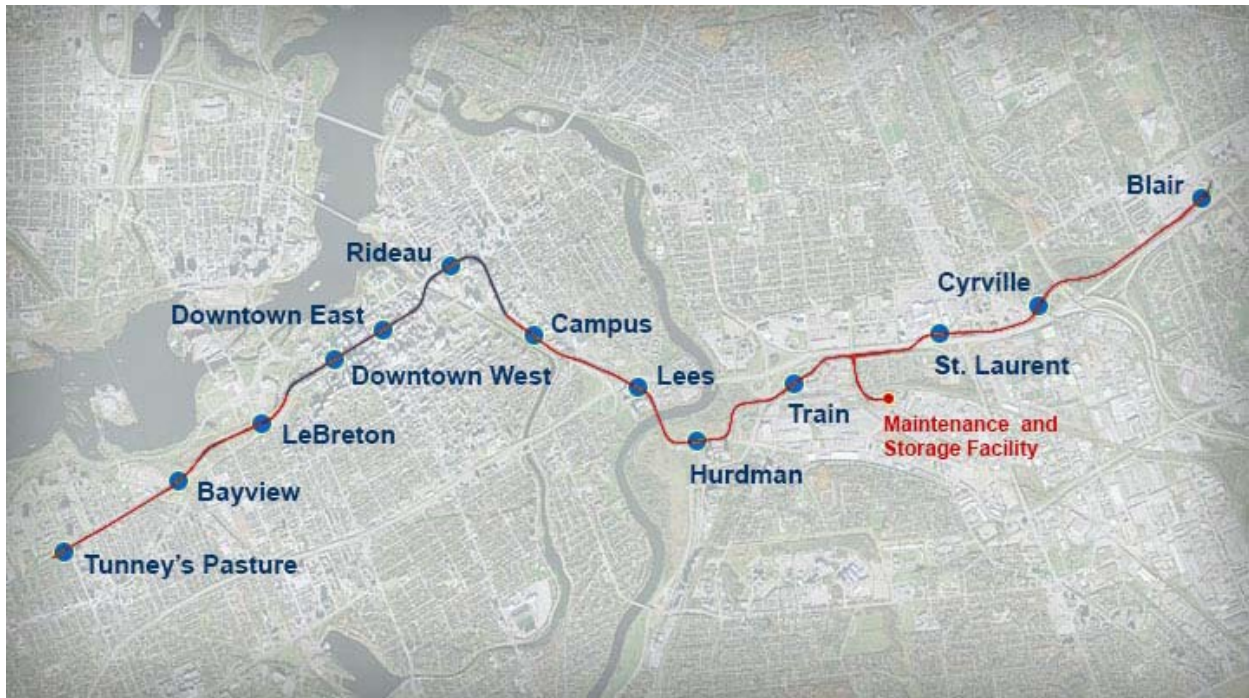 Blair
Rideau
Cyrville
Downtown East
Campus
Downtown West
St. Laurent
Lees
Train
Maintenance and
Storage Facility
LeBreton
Hurdman
Bayview
Tunney's Pasture